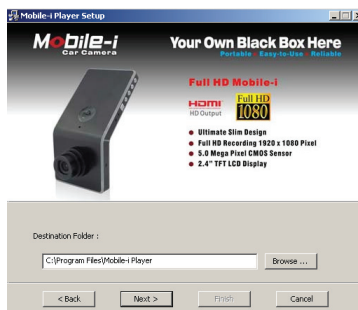 Mobile-i Player Setup
Mobile-i
Car Camera
Your Own Black Box Here
Portable Easy-to-Use Reliable
Full HD Mobile-i
HDMI
HD Output
Full HD
1080
Ultimate Slim Design
Full HD Recording 1920 x 1080 Pixel
5.0 Mega Pixel CMOS Sensor
2.4" TFT LCD Display
Destination Folder :
C:\Program Files\Mobile-i Player
Browse ...
< Back
Next >
Finish
Cancel